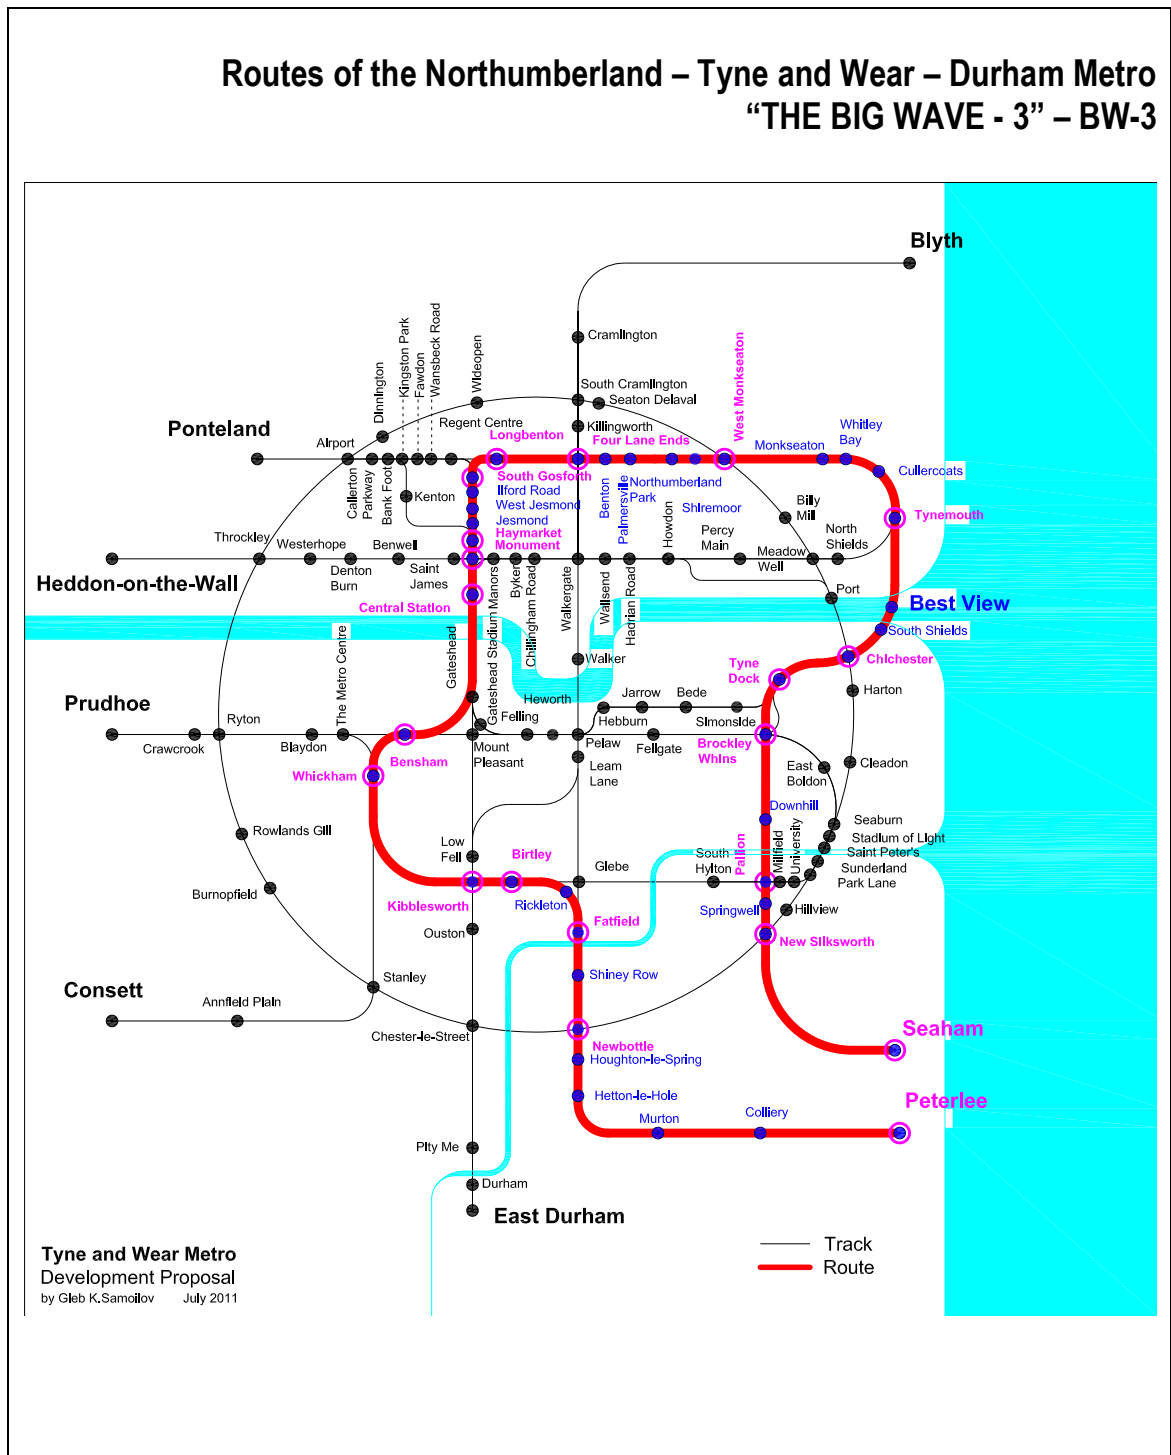 Routes of the Northumberland – Tyne and Wear – Durham Metro
“THE BIG WAVE - 3” – BW-3
Blyth
Cramlington
South Cramlington
Seaton Delaval
Killingworth
Wideopen
Dinnington
Kingston Park
Fawdon
Wansbeck Road
Regent Centre
Longbenton
Four Lane Ends
West Monkseaton
Monkseaton
Whitley
Bay
Cullercoats
Ponteland
Airport
Callerton
Parkway
Bank Foot
Kenton
South Gosforth
Ilford Road
West Jesmond
Jesmond
Haymarket
Monument
Benton
Palmersville
Northumberland
Park
Shiremoor
Billy
Mill
Tynemouth
Throckley
Westerhope
Denton
Burn
Benwell
Saint
James
Manors
Byker
Chillingham Road
Walkergate
Wallsend
Hadrian Road
Howdon
Percy
Main
Meadow
Well
North
Shields
Heddon-on-the-Wall
Central Station
Port
Best View
South Shields
Chichester
Tyne
Dock
Walker
Gateshead
Gateshead Stadium
The Metro Centre
Prudhoe
Crawcrook
Ryton
Blaydon
Bensham
Mount
Pleasant
Felling
Heworth
Pelaw
Hebburn
Jarrow
Bede
Simonside
Fellgate
Brockley
Whins
Harton
Cleadon
East
Boldon
Whickham
Leam
Lane
Downhill
Seaburn
Stadium of Light
Saint Peter's
Sunderland
Park Lane
University
Millfield
Pallion
South
Hylton
Rowlands Gill
Low
Fell
Birtley
Glebe
Burnopfield
Kibblesworth
Rickleton
Springwell
Hillview
Ouston
Fatfield
New Silksworth
Shiney Row
Stanley
Consett
Annfield Plain
Chester-le-Street
Newbottle
Houghton-le-Spring
Seaham
Hetton-le-Hole
Murton
Colliery
Peterlee
Pity Me
Durham
East Durham
Track
Route
Tyne and Wear Metro
Development Proposal
by Gleb K.Samoilov July 2011